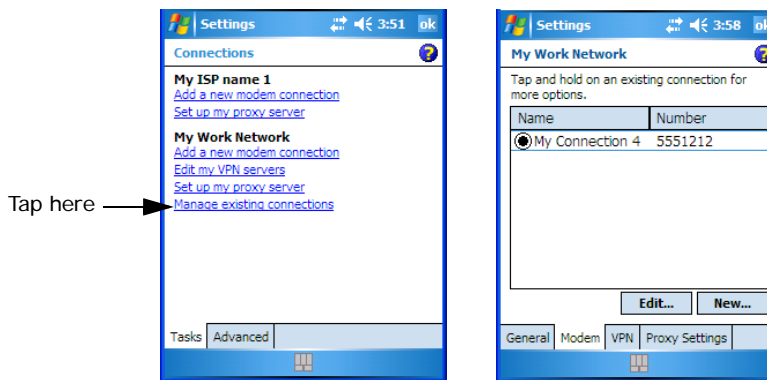 Settings 3:51 ok
Connections ?
My ISP name 1
Add a new modem connection
Set up my proxy server
My Work Network
Add a new modem connection
Edit my VPN servers
Set up my proxy server
Manage existing connections
Tasks Advanced
Tap here
Settings 3:58 ok
My Work Network ?
Tap and hold on an existing connection for
more options.
Name Number
My Connection 4 5551212
Edit... New...
General Modem VPN Proxy Settings